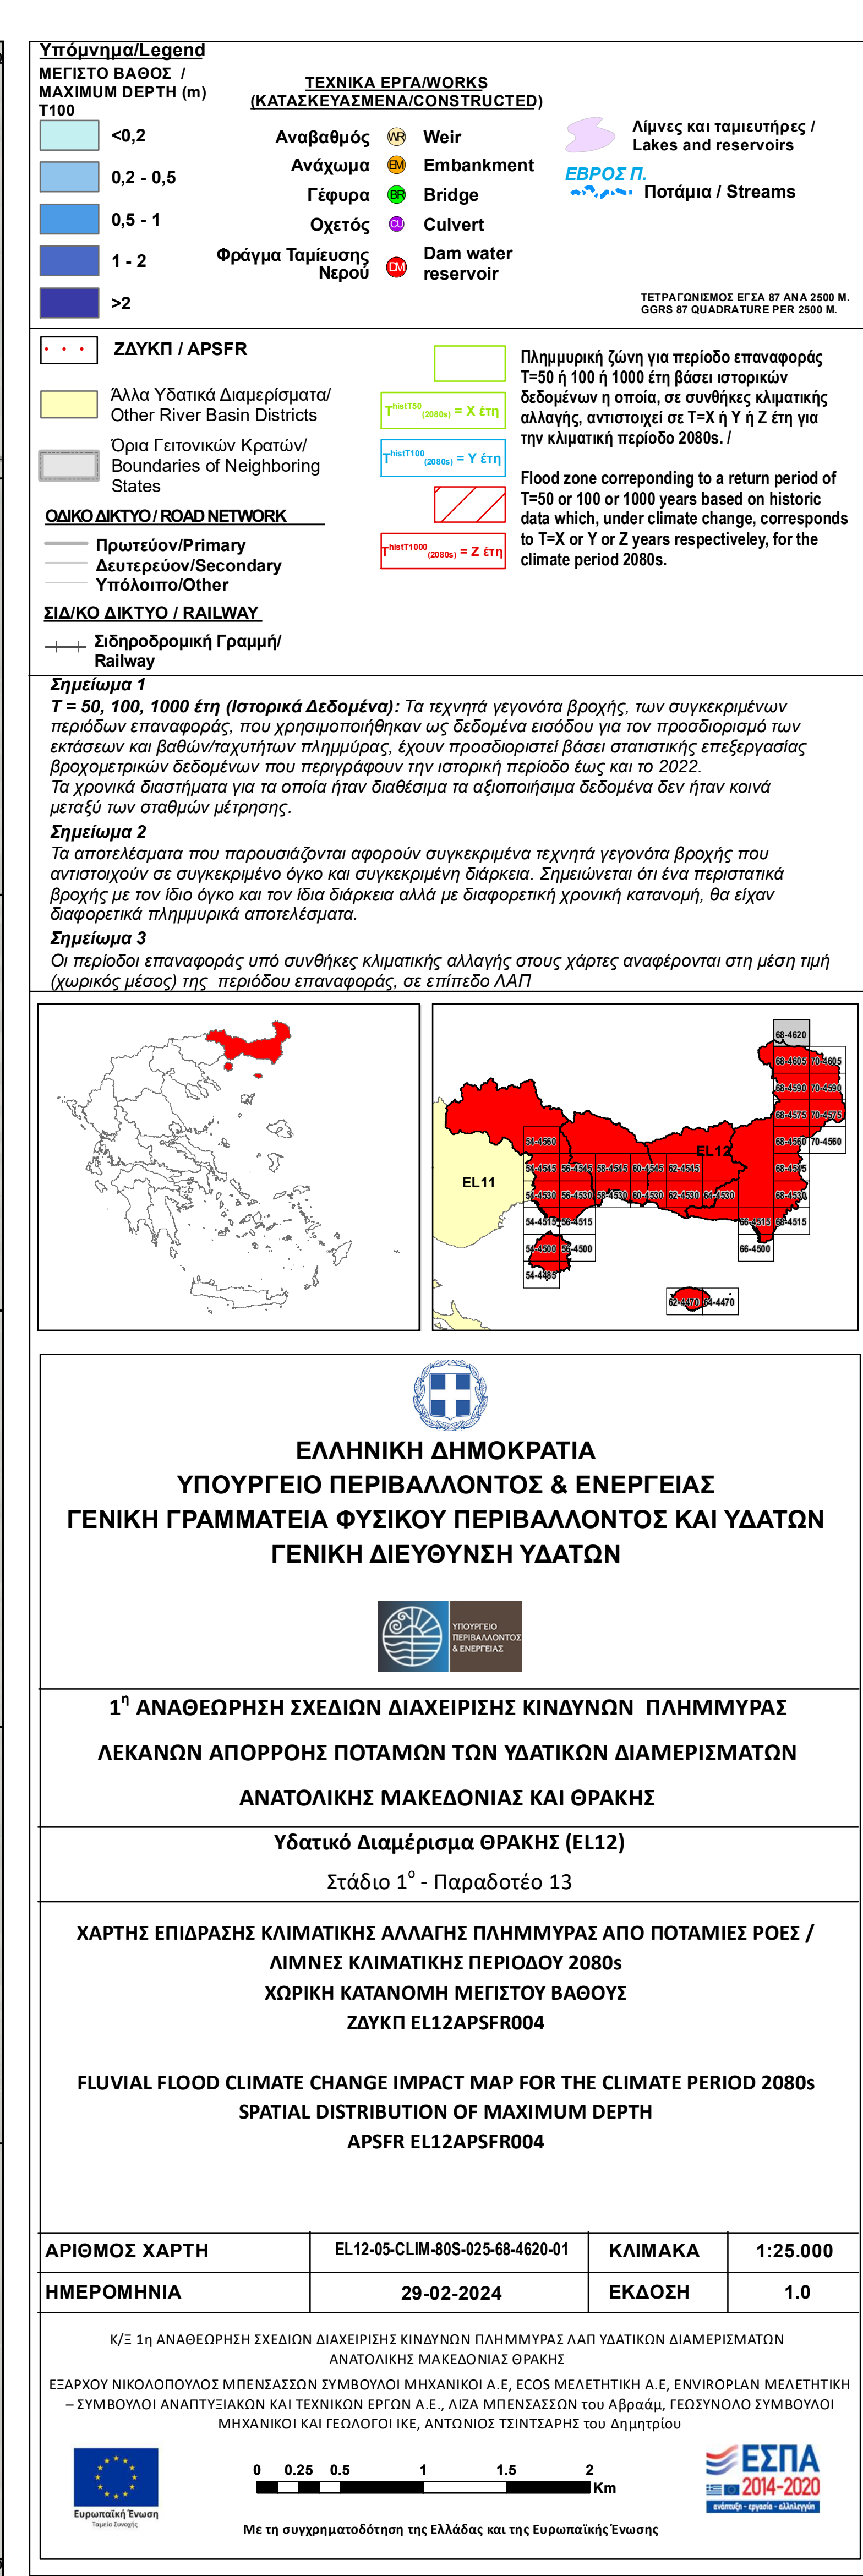 Υπόμνημα/Legend
ΜΕΓΙΣΤΟ ΒΑΘΟΣ /
MAXIMUM DEPTH (m)
T100
<0,2
0,2 - 0,5
0,5 - 1
1 - 2
>2
ΤΕΧΝΙΚΑ ΕΡΓΑ/WORKS
(ΚΑΤΑΣΚΕΥΑΣΜΕΝΑ/CONSTRUCTED)
Αναβαθμός WR Weir
Ανάχωμα EM Embankment
Γέφυρα BR Bridge
Οχετός CU Culvert
Φράγμα Ταμίευσης
Νερού
DM
Dam water
reservoir
Λίμνες και ταμιευτήρες /
Lakes and reservoirs
ΕΒΡΟΣ Π.
Ποτάμια / Streams
ΤΕΤΡΑΓΩΝΙΣΜΟΣ ΕΓΣΑ 87 ΑΝΑ 2500 Μ.
GGRS 87 QUADRATURE PER 2500 M.
ΖΔΥΚΠ / APSFR
Άλλα Υδατικά Διαμερίσματα/
Other River Basin Districts
Όρια Γειτονικών Κρατών/
Boundaries of Neighboring
States
ΟΔΙΚΟ ΔΙΚΤΥΟ / ROAD NETWORK
Πρωτεύον/Primary
Δευτερεύον/Secondary
Υπόλοιπο/Other
ΣΙΔ/ΚΟ ΔΙΚΤΥΟ / RAILWAY
Σιδηροδρομική Γραμμή/
Railway
T histT50 (2080s) = X έτη
T histT100 (2080s) = Y έτη
T histT1000 (2080s) = Z έτη
Πλημμυρική ζώνη για περίοδο επαναφοράς
T=50 ή 100 ή 1000 έτη βάσει ιστορικών
δεδομένων η οποία, σε συνθήκες κλιματικής
αλλαγής, αντιστοιχεί σε T=X ή Y ή Z έτη για
την κλιματική περίοδο 2080s. /
Flood zone correponding to a return period of
T=50 or 100 or 1000 years based on historic
data which, under climate change, corresponds
to T=X or Y or Z years respectiveley, for the
climate period 2080s.
Σημείωμα 1
T = 50, 100, 1000 έτη (Ιστορικά Δεδομένα): Τα τεχνητά γεγονότα βροχής, των συγκεκριμένων
περιόδων επαναφοράς, που χρησιμοποιήθηκαν ως δεδομένα εισόδου για τον προσδιορισμό των
εκτάσεων και βαθών/ταχυτήτων πλημμύρας, έχουν προσδιοριστεί βάσει στατιστικής επεξεργασίας
βροχομετρικών δεδομένων που περιγράφουν την ιστορική περίοδο έως και το 2022.
Τα χρονικά διαστήματα για τα οποία ήταν διαθέσιμα τα αξιοποιήσιμα δεδομένα δεν ήταν κοινά
μεταξύ των σταθμών μέτρησης.
Σημείωμα 2
Τα αποτελέσματα που παρουσιάζονται αφορούν συγκεκριμένα τεχνητά γεγονότα βροχής που
αντιστοιχούν σε συγκεκριμένο όγκο και συγκεκριμένη διάρκεια. Σημειώνεται ότι ένα περιστατικά
βροχής με τον ίδιο όγκο και τον ίδια διάρκεια αλλά με διαφορετική χρονική κατανομή, θα είχαν
διαφορετικά πλημμυρικά αποτελέσματα.
Σημείωμα 3
Οι περίοδοι επαναφοράς υπό συνθήκες κλιματικής αλλαγής στους χάρτες αναφέρονται στη μέση τιμή
(χωρικός μέσος) της περιόδου επαναφοράς, σε επίπεδο ΛΑΠ
68-4620
68-4605 70-4605
68-4590 70-4590
68-4575 70-4575
54-4560 EL12 68-4560 70-4560
EL11
54-4545 56-4545 58-4545 60-4545 62-4545 68-4545
54-4530 56-4530 58-4530 60-4530 62-4530 64-4530 68-4530
54-4515 56-4515 66-4515 68-4515
54-4500 56-4500 66-4500
54-4485
62-4470 64-4470
ΕΛΛΗΝΙΚΗ ΔΗΜΟΚΡΑΤΙΑ
ΥΠΟΥΡΓΕΙΟ ΠΕΡΙΒΑΛΛΟΝΤΟΣ & ΕΝΕΡΓΕΙΑΣ
ΓΕΝΙΚΗ ΓΡΑΜΜΑΤΕΙΑ ΦΥΣΙΚΟΥ ΠΕΡΙΒΑΛΛΟΝΤΟΣ ΚΑΙ ΥΔΑΤΩΝ
ΓΕΝΙΚΗ ΔΙΕΥΘΥΝΣΗ ΥΔΑΤΩΝ
ΥΠΟΥΡΓΕΙΟ
ΠΕΡΙΒΑΛΛΟΝΤΟΣ
& ΕΝΕΡΓΕΙΑΣ
1η ΑΝΑΘΕΩΡΗΣΗ ΣΧΕΔΙΩΝ ΔΙΑΧΕΙΡΙΣΗΣ ΚΙΝΔΥΝΩΝ ΠΛΗΜΜΥΡΑΣ
ΛΕΚΑΝΩΝ ΑΠΟΡΡΟΗΣ ΠΟΤΑΜΩΝ ΤΩΝ ΥΔΑΤΙΚΩΝ ΔΙΑΜΕΡΙΣΜΑΤΩΝ
ΑΝΑΤΟΛΙΚΗΣ ΜΑΚΕΔΟΝΙΑΣ ΚΑΙ ΘΡΑΚΗΣ
Υδατικό Διαμέρισμα ΘΡΑΚΗΣ (EL12)
Στάδιο 1ο - Παραδοτέο 13
ΧΑΡΤΗΣ ΕΠΙΔΡΑΣΗΣ ΚΛΙΜΑΤΙΚΗΣ ΑΛΛΑΓΗΣ ΠΛΗΜΜΥΡΑΣ ΑΠΟ ΠΟΤΑΜΙΕΣ ΡΟΕΣ /
ΛΙΜΝΕΣ ΚΛΙΜΑΤΙΚΗΣ ΠΕΡΙΟΔΟΥ 2080s
ΧΩΡΙΚΗ ΚΑΤΑΝΟΜΗ ΜΕΓΙΣΤΟΥ ΒΑΘΟΥΣ
ΖΔΥΚΠ EL12APSFR004
FLUVIAL FLOOD CLIMATE CHANGE IMPACT MAP FOR THE CLIMATE PERIOD 2080s
SPATIAL DISTRIBUTION OF MAXIMUM DEPTH
APSFR EL12APSFR004
ΑΡΙΘΜΟΣ ΧΑΡΤΗ EL12-05-CLIM-80S-025-68-4620-01 ΚΛΙΜΑΚΑ 1:25.000
ΗΜΕΡΟΜΗΝΙΑ 29-02-2024 ΕΚΔΟΣΗ 1.0
Κ/Ξ 1η ΑΝΑΘΕΩΡΗΣΗ ΣΧΕΔΙΩΝ ΔΙΑΧΕΙΡΙΣΗΣ ΚΙΝΔΥΝΩΝ ΠΛΗΜΜΥΡΑΣ ΛΑΠ ΥΔΑΤΙΚΩΝ ΔΙΑΜΕΡΙΣΜΑΤΩΝ
ΑΝΑΤΟΛΙΚΗΣ ΜΑΚΕΔΟΝΙΑΣ ΘΡΑΚΗΣ
ΕΞΑΡΧΟΥ ΝΙΚΟΛΟΠΟΥΛΟΣ ΜΠΕΝΣΑΣΣΩΝ ΣΥΜΒΟΥΛΟΙ ΜΗΧΑΝΙΚΟΙ Α.Ε, ECOS ΜΕΛΕΤΗΤΙΚΗ Α.Ε, ENVIROPLAN ΜΕΛΕΤΗΤΙΚΗ
– ΣΥΜΒΟΥΛΟΙ ΑΝΑΠΤΥΞΙΑΚΩΝ ΚΑΙ ΤΕΧΝΙΚΩΝ ΕΡΓΩΝ Α.Ε., ΛΙΖΑ ΜΠΕΝΣΑΣΣΩΝ του Αβραάμ, ΓΕΩΣΥΝΟΛΟ ΣΥΜΒΟΥΛΟΙ
ΜΗΧΑΝΙΚΟΙ ΚΑΙ ΓΕΩΛΟΓΟΙ ΙΚΕ, ΑΝΤΩΝΙΟΣ ΤΣΙΝΤΣΑΡΗΣ του Δημητρίου
Ευρωπαϊκή Ένωση
Ταμείο Συνοχής
0 0.25 0.5 1 1.5 2
Km
ΕΣΠΑ
2014-2020
ανάπτυξη - εργασία - αλληλεγγύη
Με τη συγχρηματοδότηση της Ελλάδας και της Ευρωπαϊκής Ένωσης